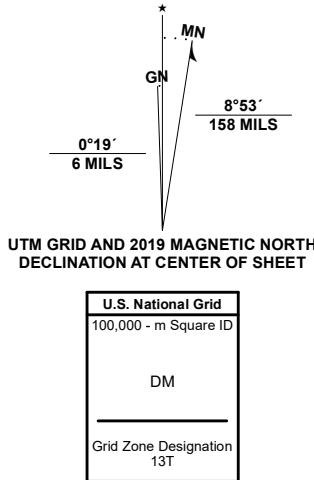 ★
MN
GN
8°53´
158 MILS
0°19´
6 MILS
UTM GRID AND 2019 MAGNETIC NORTH
DECLINATION AT CENTER OF SHEET
U.S. National Grid
100,000 - m Square ID
DM
Grid Zone Designation
13T